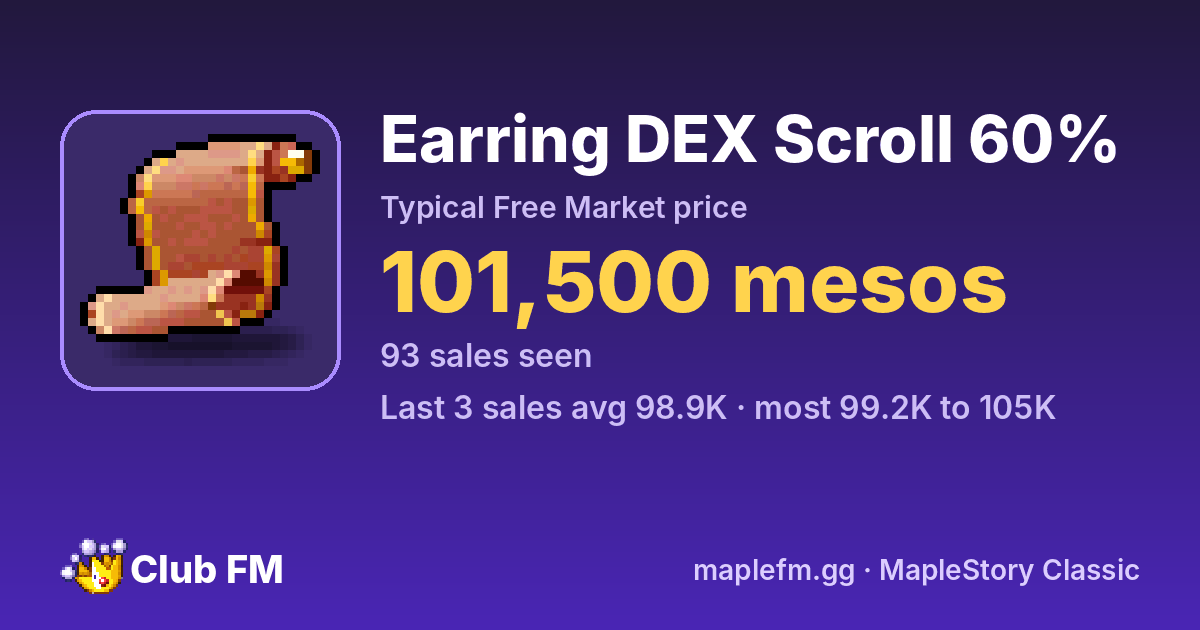 Earring DEX Scroll 60%
Typical Free Market price
101,500 mesos
93 sales seen
Last 3 sales avg 98.9K · most 99.2K to 105K
Club FM
maplefm.gg · MapleStory Classic